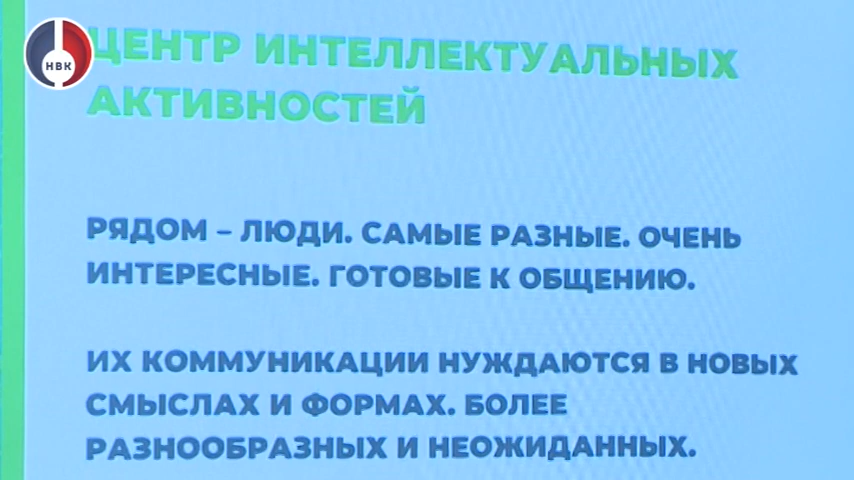 НВК
ЦЕНТР ИНТЕЛЛЕКТУАЛЬНЫХ
АКТИВНОСТЕЙ
РЯДОМ – ЛЮДИ. САМЫЕ РАЗНЫЕ. ОЧЕНЬ
ИНТЕРЕСНЫЕ. ГОТОВЫЕ К ОБЩЕНИЮ.
ИХ КОММУНИКАЦИИ НУЖДАЮТСЯ В НОВЫХ
СМЫСЛАХ И ФОРМАХ. БОЛЕЕ
РАЗНООБРАЗНЫХ И НЕОЖИДАННЫХ.